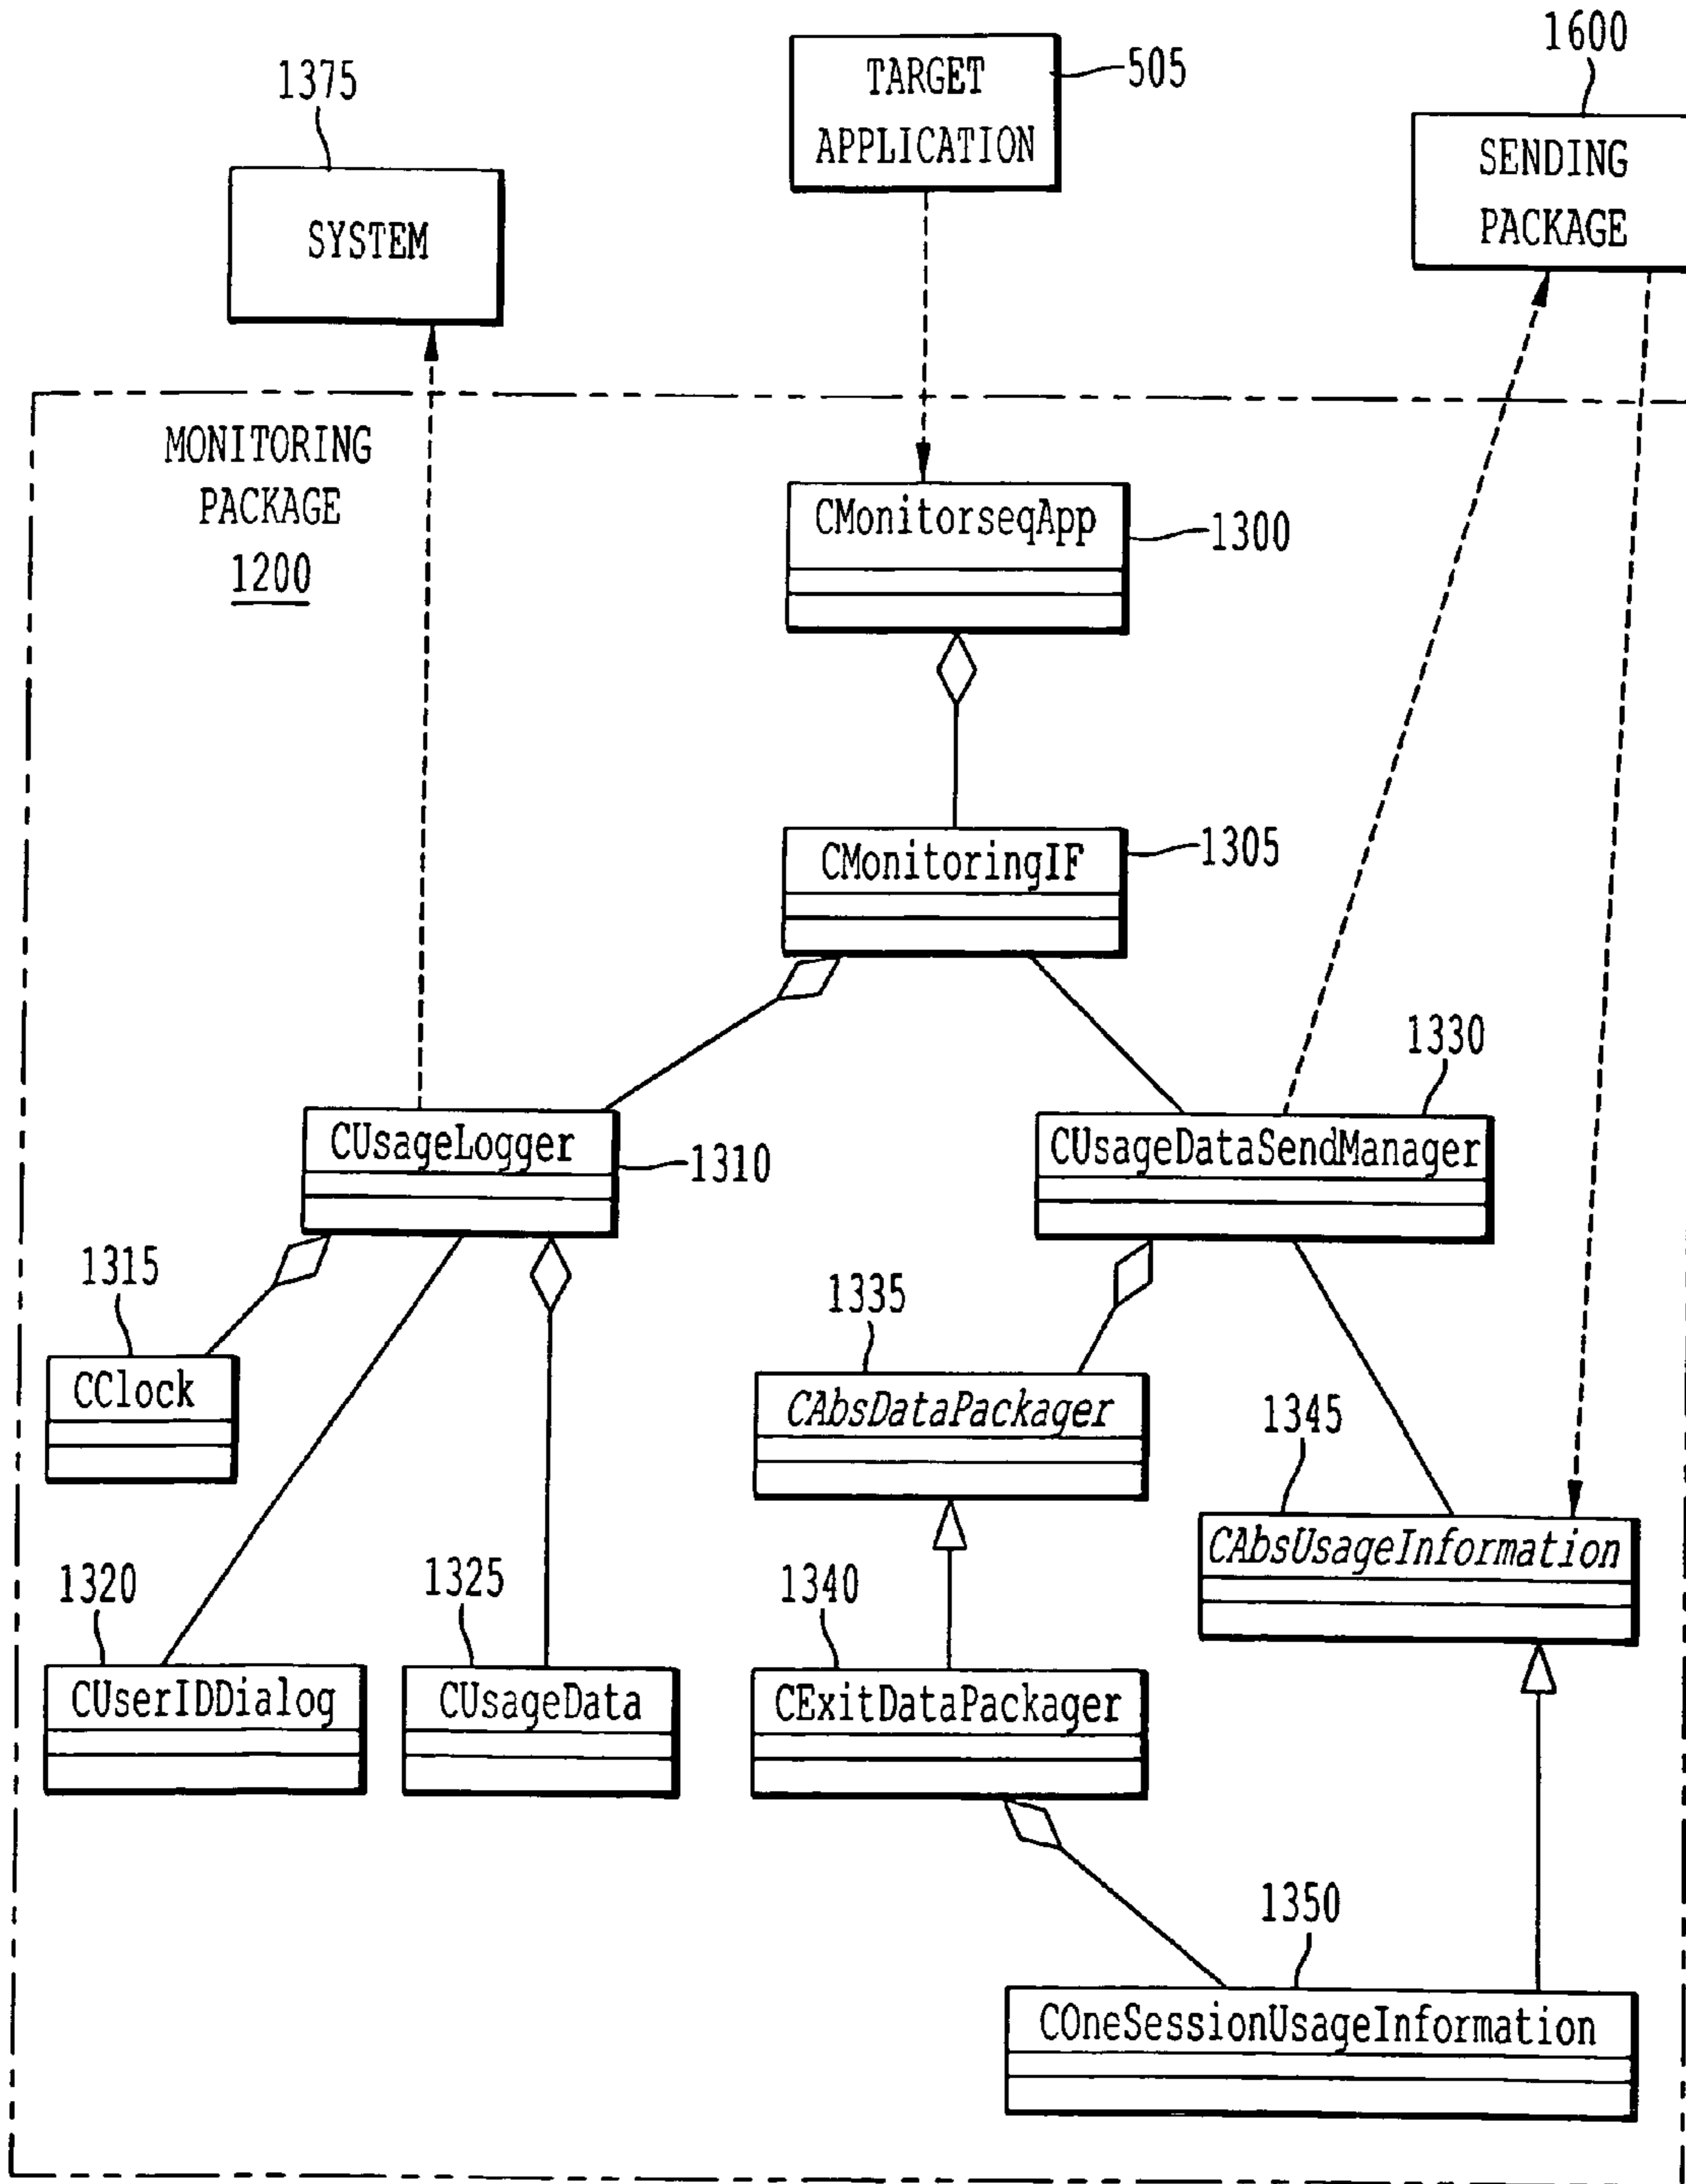 1600
TARGET
APPLICATION
505
1375
SENDING
PACKAGE
SYSTEM
MONITORING
PACKAGE
1200
CMonitorseqApp
1300
CMonitoringIF
1305
1330
CUsageLogger
1310
CUsageDataSendManager
1315
1335
CClock
CAbsDataPackager
1345
CAbsUsageInformation
1320
1325
1340
CUserIDDialog
CUsageData
CExitDataPackager
1350
COneSessionUsageInformation